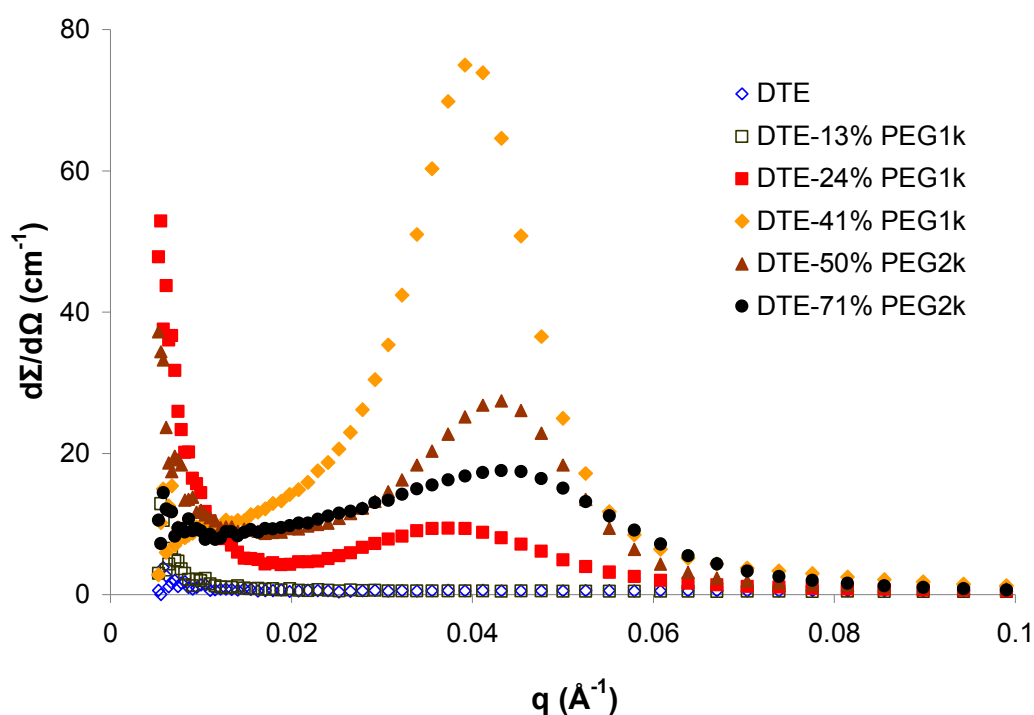 80
60
40
20
0
dΣ/dΩ (cm⁻¹)
DTE
DTE-13% PEG1k
DTE-24% PEG1k
DTE-41% PEG1k
DTE-50% PEG2k
DTE-71% PEG2k
0
0.02
0.04
0.06
0.08
0.1
q (Å⁻¹)